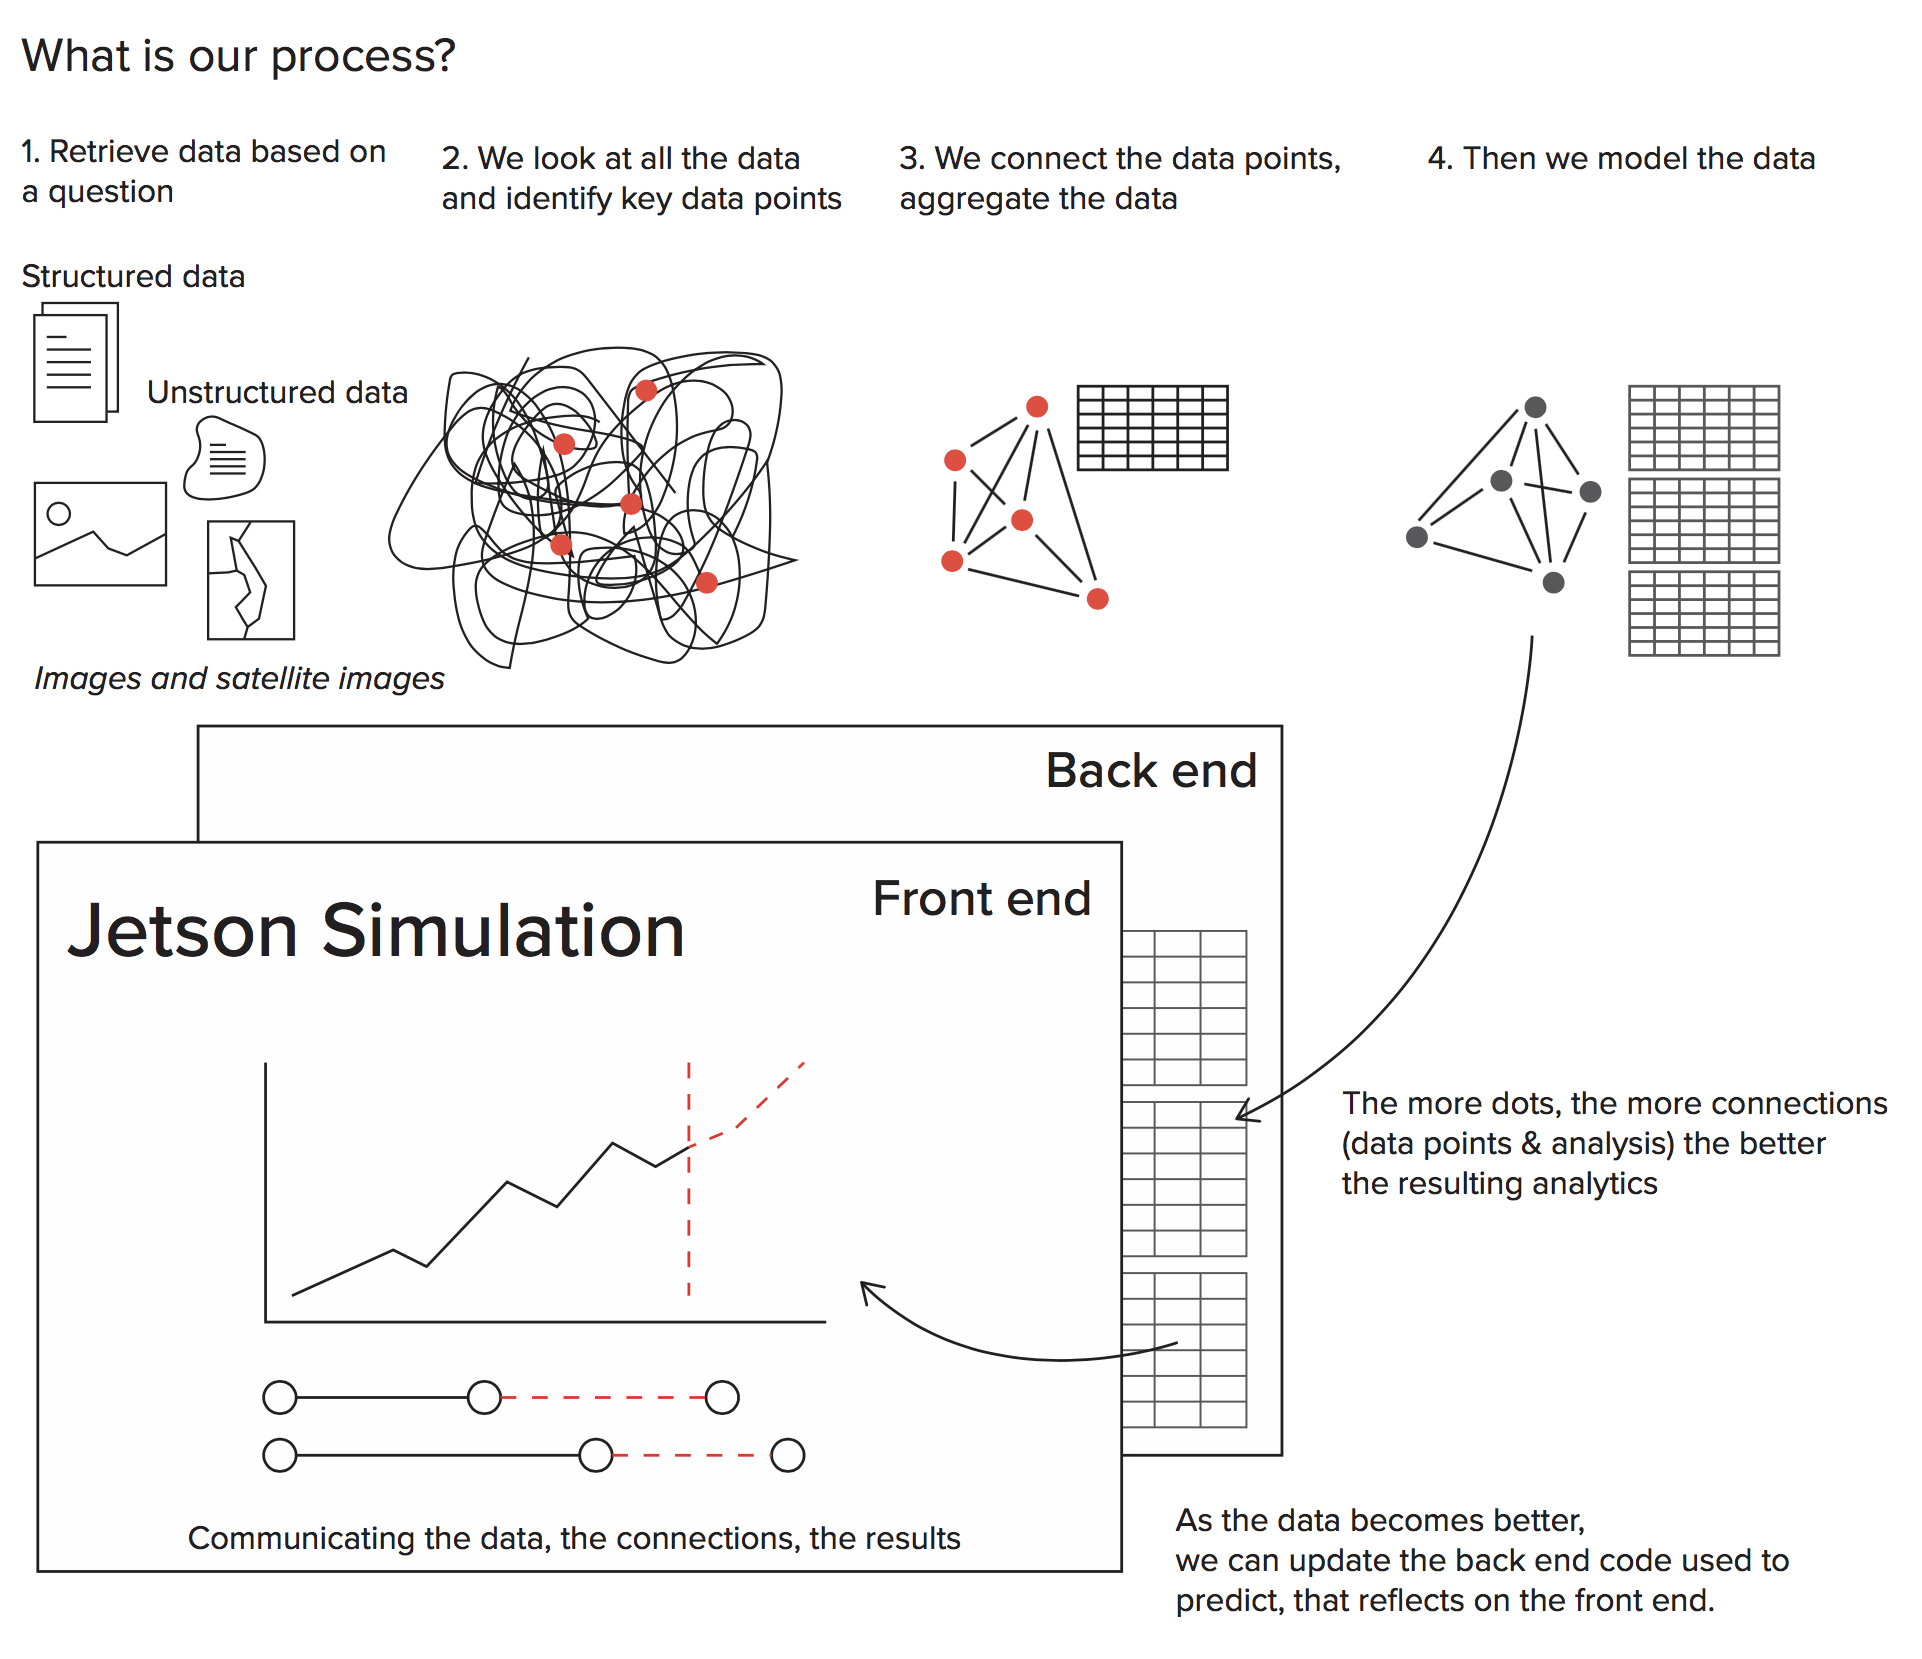 What is our process?
1. Retrieve data based on
a question
2. We look at all the data
and identify key data points
3. We connect the data points,
aggregate the data
4. Then we model the data
Structured data
Unstructured data
Images and satellite images
Back end
Front end
Jetson Simulation
The more dots, the more connections
(data points & analysis) the better
the resulting analytics
Communicating the data, the connections, the results
As the data becomes better,
we can update the back end code used to
predict, that reflects on the front end.